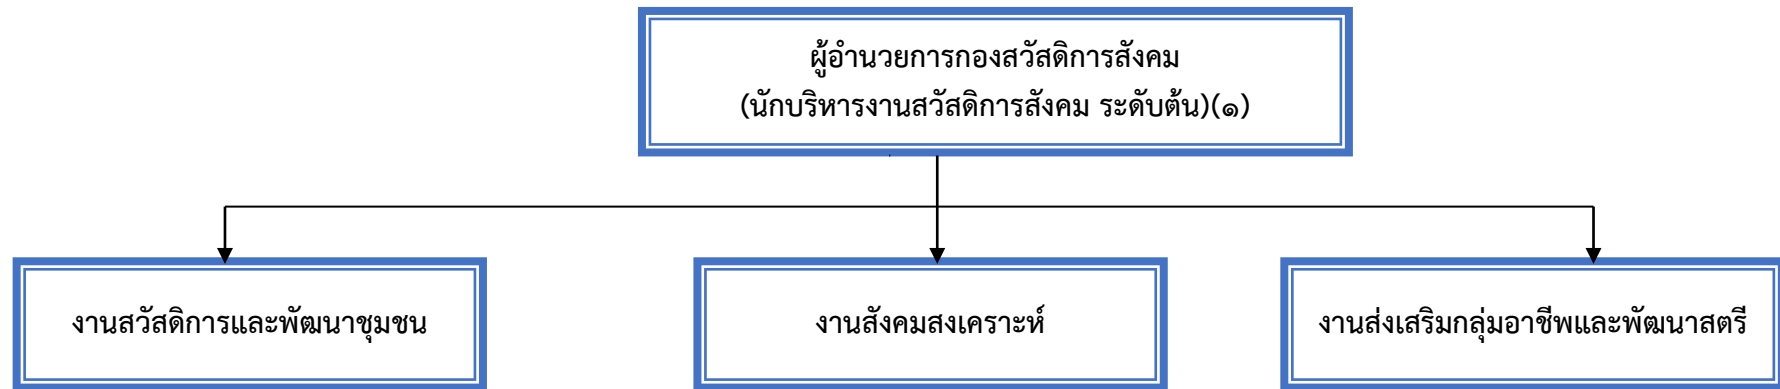 ผู้อำนวยการกองสวัสดิการสังคม
(นักบริหารงานสวัสดิการสังคม ระดับต้น)(๑)
งานสวัสดิการและพัฒนาชุมชน
งานสังคมสงเคราะห์
งานส่งเสริมกลุ่มอาชีพและพัฒนาสตรี